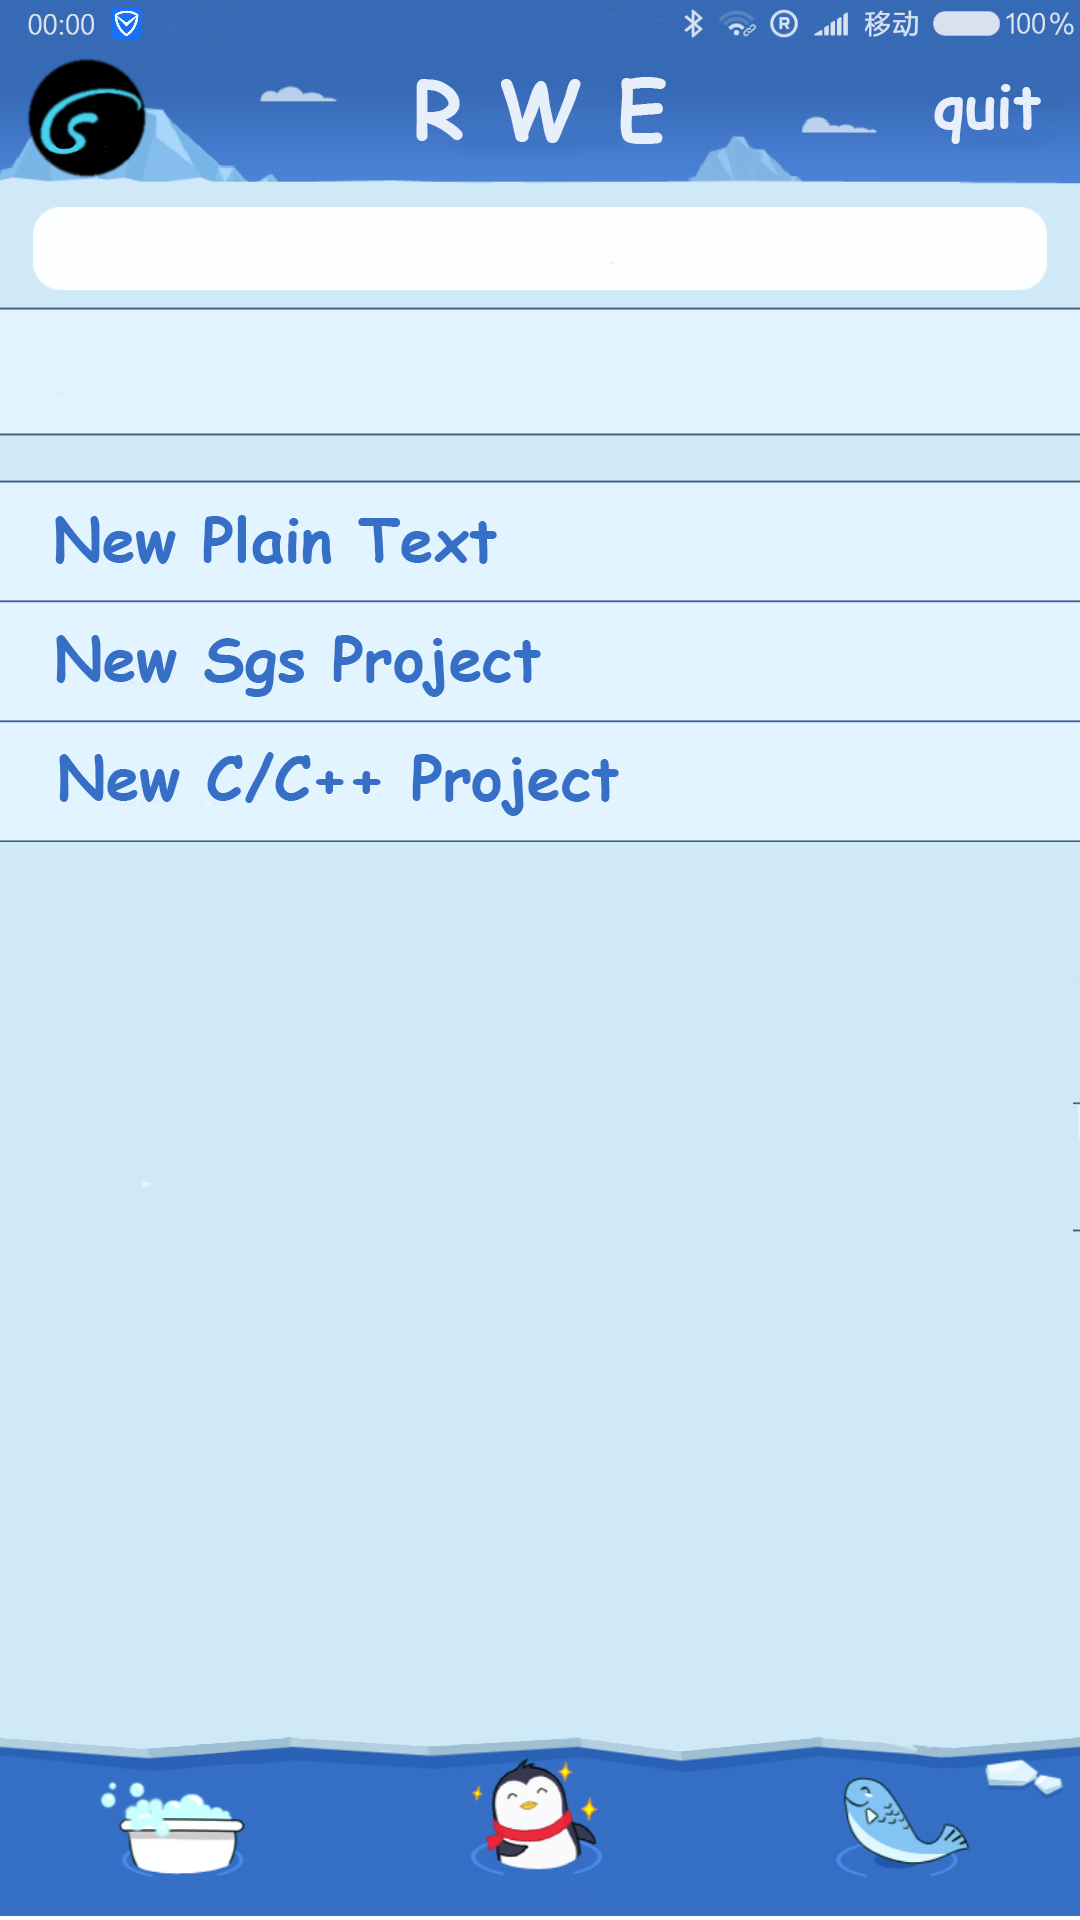 00:00 R 移动 100%
R W E quit
New Plain Text
New Sgs Project
New C/C++ Project